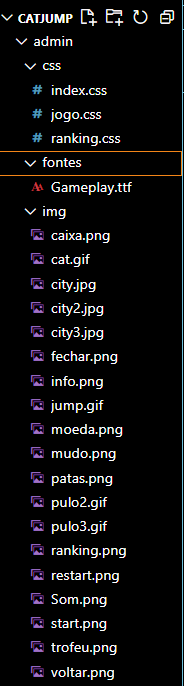 CATJUMP
admin
css
index.css
jogo.css
ranking.css
fontes
Gameplay.ttf
img
caixa.png
cat.gif
city.jpg
city2.jpg
city3.jpg
fechar.png
info.png
jump.gif
moeda.png
mudo.png
patas.png
pulo2.gif
pulo3.gif
ranking.png
restart.png
Som.png
start.png
trofeu.png
voltar.png